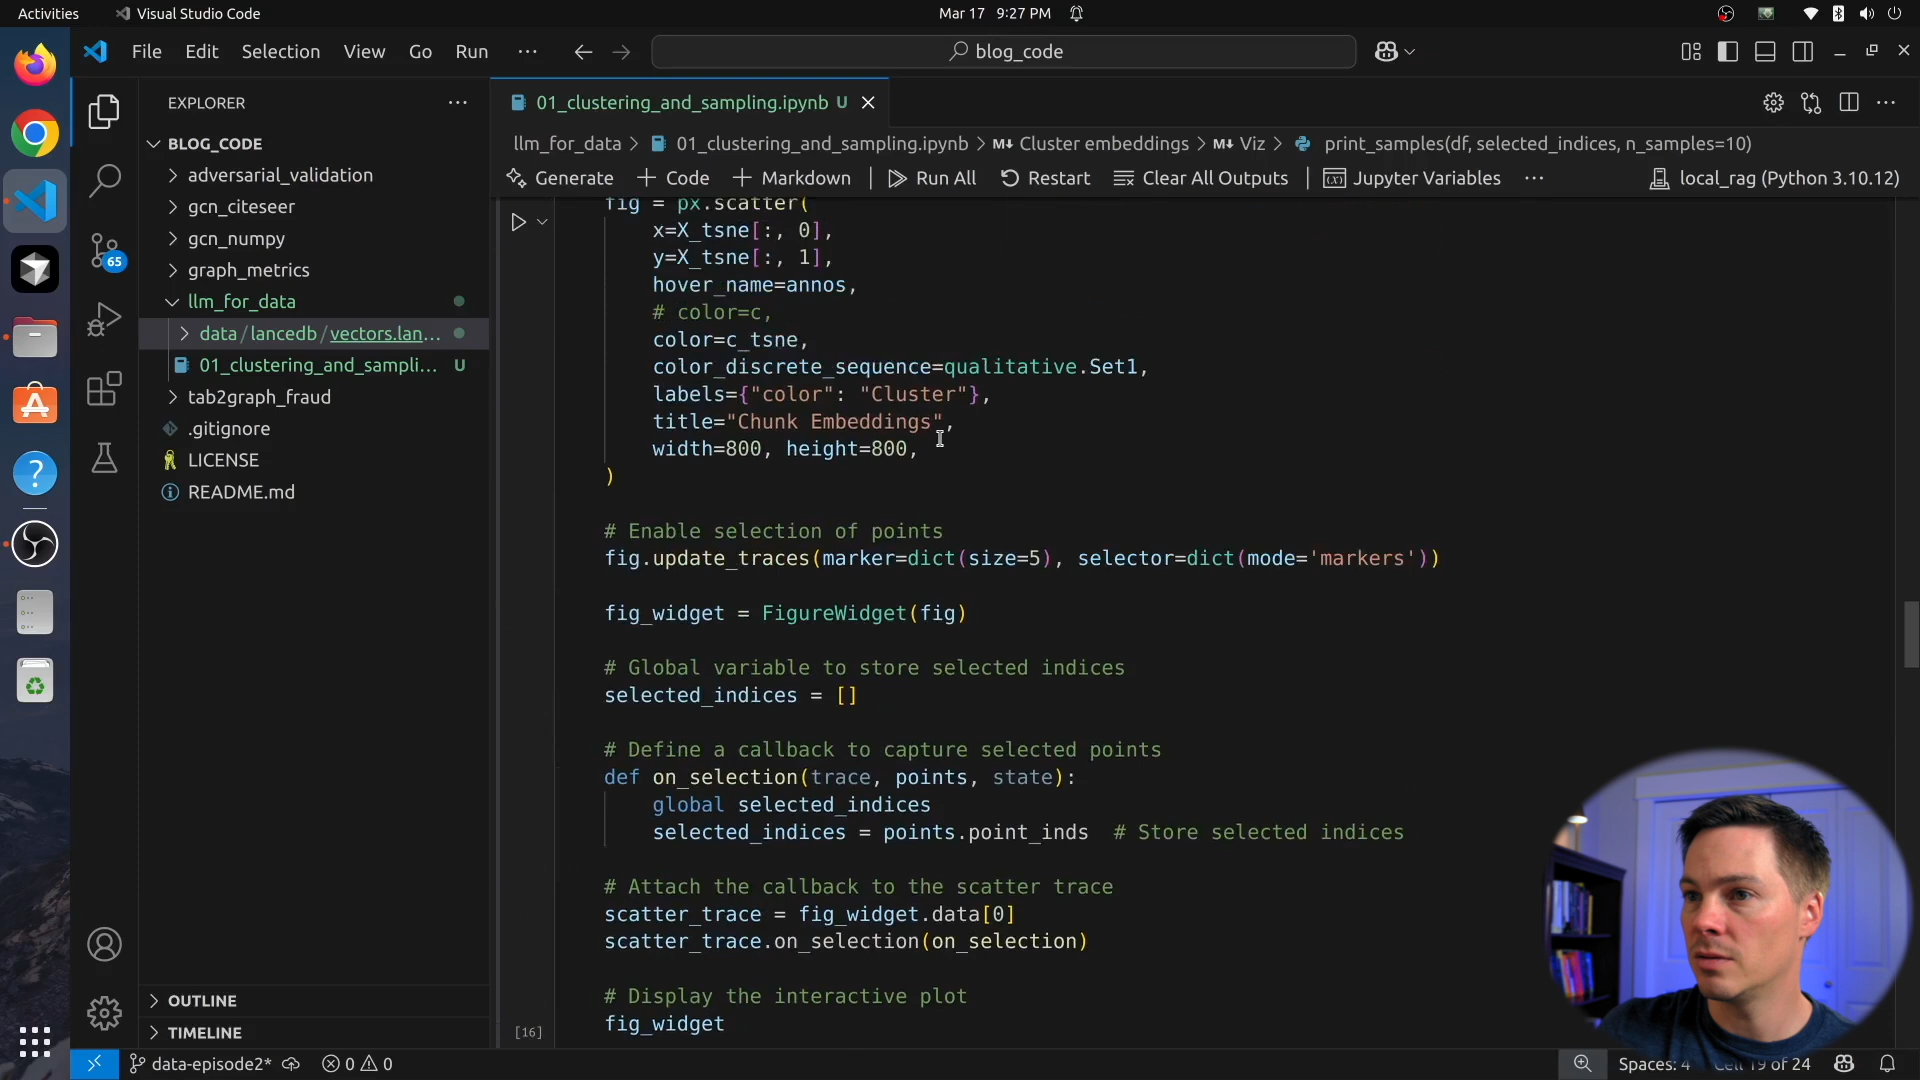 Activities
Visual Studio Code
Mar 17 9:27 PM
File Edit Selection View Go Run ···
blog_code
EXPLORER
01_clustering_and_sampling.ipynb U
llm_for_data > 01_clustering_and_sampling.ipynb > M↓ Cluster embeddings > M↓ Viz > print_samples(df, selected_indices, n_samples=10)
Generate + Code + Markdown | Run All Restart Clear All Outputs | Jupyter Variables ··· local_rag (Python 3.10.12)
BLOG_CODE
adversarial_validation
gcn_citeseer
gcn_numpy
graph_metrics
llm_for_data
data/lancedb/vectors.lan...
01_clustering_and_sampli... U
tab2graph_fraud
.gitignore
LICENSE
README.md
65
OUTLINE
TIMELINE
fig = px.scatter(
x=X_tsne[:, 0],
y=X_tsne[:, 1],
hover_name=annos,
# color=c,
color=c_tsne,
color_discrete_sequence=qualitative.Set1,
labels={"color": "Cluster"},
title="Chunk Embeddings",
width=800, height=800,
)
# Enable selection of points
fig.update_traces(marker=dict(size=5), selector=dict(mode='markers'))
fig_widget = FigureWidget(fig)
# Global variable to store selected indices
selected_indices = []
# Define a callback to capture selected points
def on_selection(trace, points, state):
global selected_indices
selected_indices = points.point_inds # Store selected indices
# Attach the callback to the scatter trace
scatter_trace = fig_widget.data[0]
scatter_trace.on_selection(on_selection)
# Display the interactive plot
fig_widget
[16]
data-episode2* 0 0
Spaces: 4 Cell 19 of 24